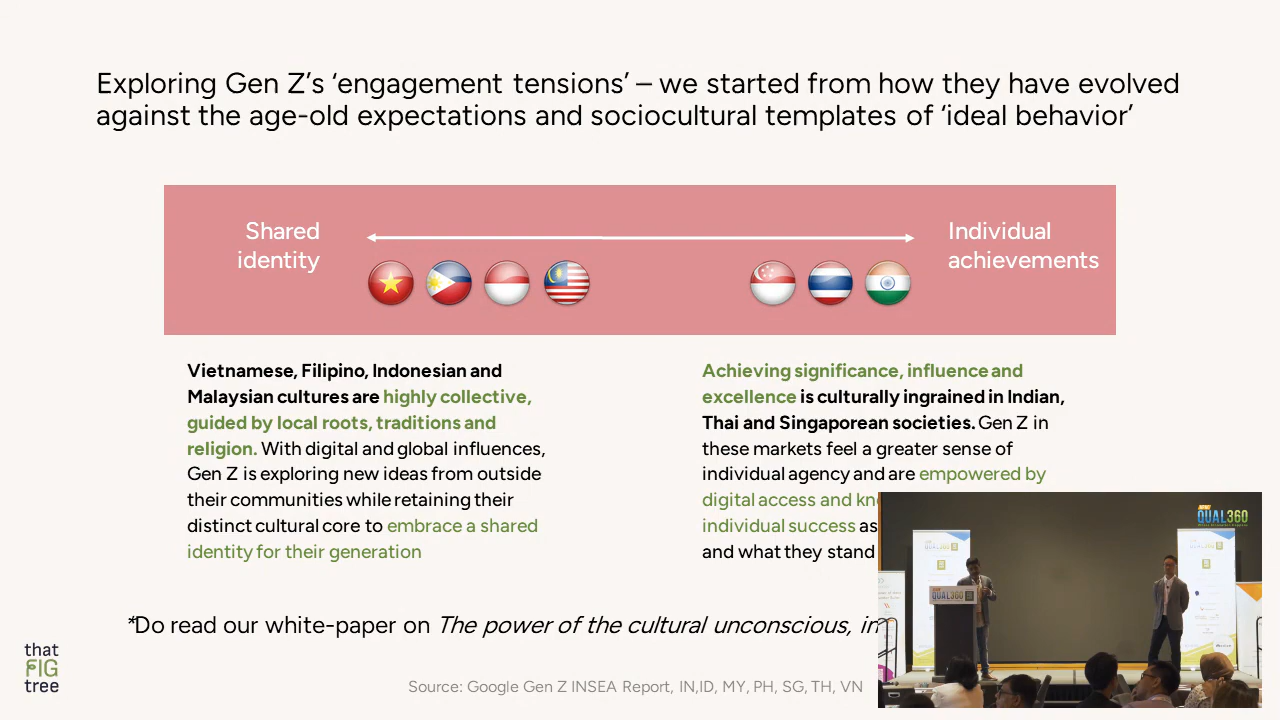 Exploring Gen Z’s ‘engagement tensions’ – we started from how they have evolved
against the age-old expectations and sociocultural templates of ‘ideal behavior’
Shared
identity
Individual
achievements
Vietnamese, Filipino, Indonesian and
Malaysian cultures are highly collective,
guided by local roots, traditions and
religion. With digital and global influences,
Gen Z is exploring new ideas from outside
their communities while retaining their
distinct cultural core to embrace a shared
identity for their generation
Achieving significance, influence and
excellence is culturally ingrained in Indian,
Thai and Singaporean societies. Gen Z in
these markets feel a greater sense of
individual agency and are empowered by
digital access and
individual success as
and what they stand
*Do read our white-paper on The power of the cultural unconscious,
that
FIG
tree
Source: Google Gen Z INSEA Report, IN,ID, MY, PH, SG, TH, VN
QUAL360
QUAL360
QUAL360
QUAL360